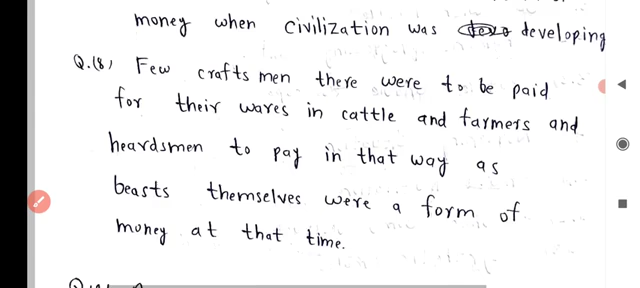 money when civilization was developing
Q.(8) Few crafts men there were to be paid
for their wares in cattle and farmers and
heardsmen to pay in that way as
beasts themselves were a form of
money at that time.